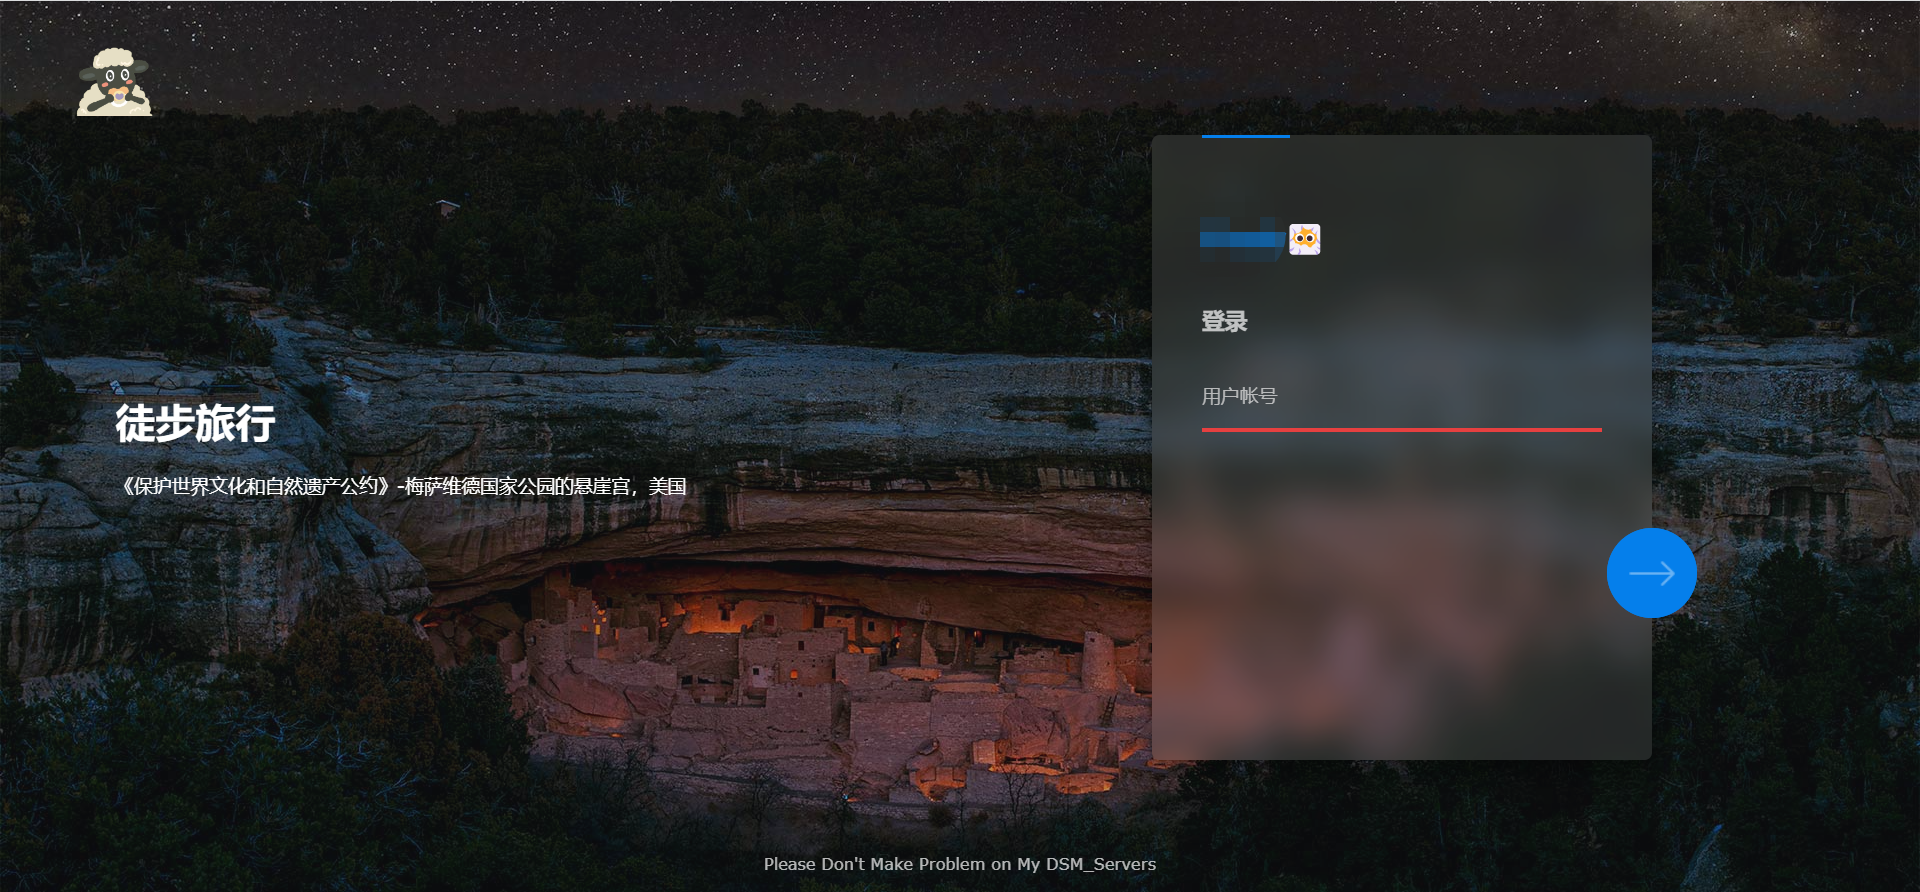 徒步旅行
《保护世界文化和自然遗产公约》-梅萨维德国家公园的悬崖宫，美国
登录
用户帐号
Please Don't Make Problem on My DSM_Servers